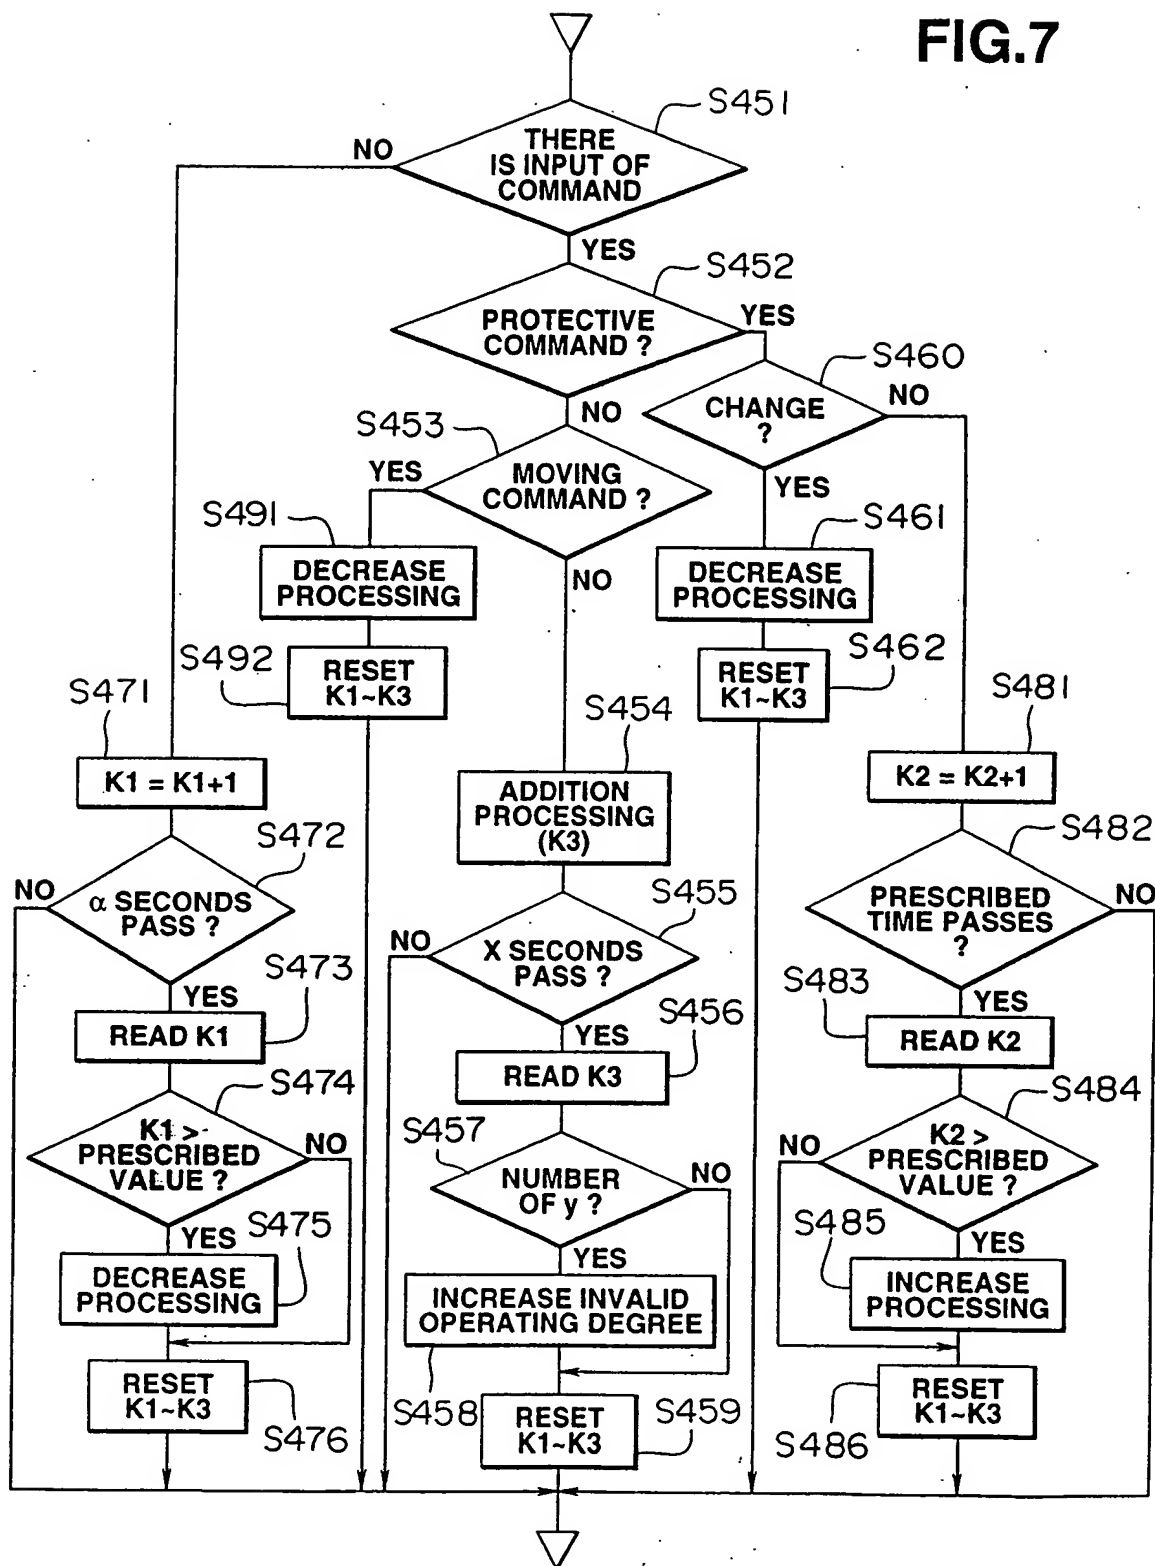 FIG.7
S451
THERE
IS INPUT OF
COMMAND
NO
YES
S452
PROTECTIVE
COMMAND ?
YES
NO
S460
CHANGE
?
NO
YES
S453
MOVING
COMMAND ?
YES
NO
S491
DECREASE
PROCESSING
S461
DECREASE
PROCESSING
S492
RESET
K1~K3
S462
RESET
K1~K3
S471
K1 = K1+1
S454
ADDITION
PROCESSING
(K3)
S481
K2 = K2+1
S472
α SECONDS
PASS ?
NO
YES
S455
X SECONDS
PASS ?
NO
YES
S482
PRESCRIBED
TIME PASSES
?
NO
YES
S473
READ K1
S456
READ K3
S483
READ K2
S474
K1 >
PRESCRIBED
VALUE ?
NO
YES
S457
NUMBER
OF y ?
NO
YES
S484
K2 >
PRESCRIBED
VALUE ?
NO
YES
S475
DECREASE
PROCESSING
INCREASE INVALID
OPERATING DEGREE
S458
S485
INCREASE
PROCESSING
RESET
K1~K3
S476
RESET
K1~K3
S459
RESET
K1~K3
S486